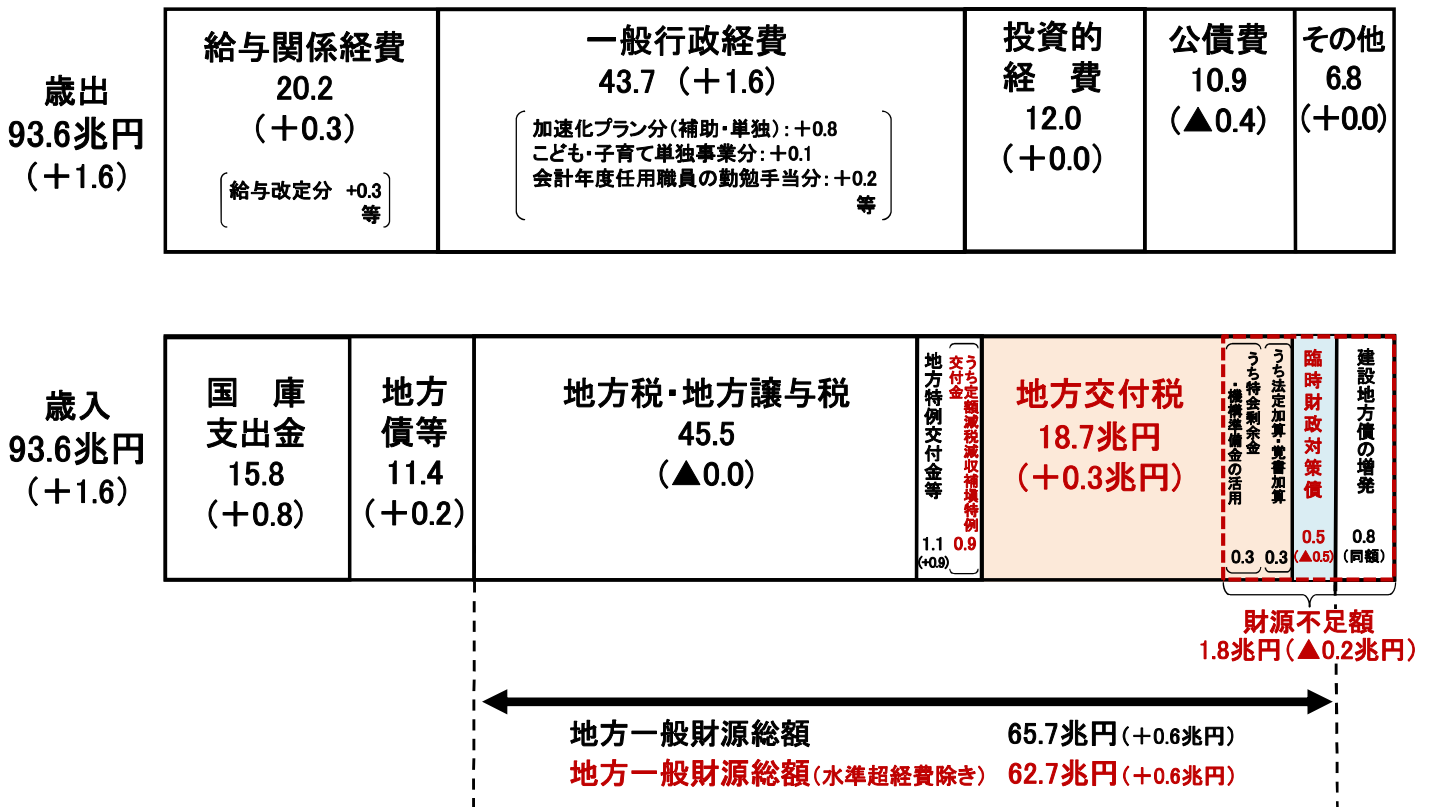 歳出
93.6兆円
(+1.6)
給与関係経費
20.2
(+0.3)
給与改定分 +0.3
等
一般行政経費
43.7 (+1.6)
加速化プラン分(補助・単独):+0.8
こども・子育て単独事業分:+0.1
会計年度任用職員の勤勉手当分:+0.2
等
投資的
経 費
12.0
(+0.0)
公債費
10.9
(▲0.4)
その他
6.8
(+0.0)
歳入
93.6兆円
(+1.6)
国 庫
支出金
15.8
(+0.8)
地方
債等
11.4
(+0.2)
地方税・地方譲与税
45.5
(▲0.0)
地方特例交付金等
1.1
(+0.9)
うち定額減税減収補填特例
交付金
0.9
地方交付税
18.7兆円
(+0.3兆円)
うち特会剰余金
・機構準備金の活用
0.3
うち法定加算・覚書加算
0.3
臨時財政対策債
0.5
(▲0.5)
建設地方債の増発
0.8
(同額)
財源不足額
1.8兆円(▲0.2兆円)
地方一般財源総額 65.7兆円(+0.6兆円)
地方一般財源総額(水準超経費除き) 62.7兆円(+0.6兆円)